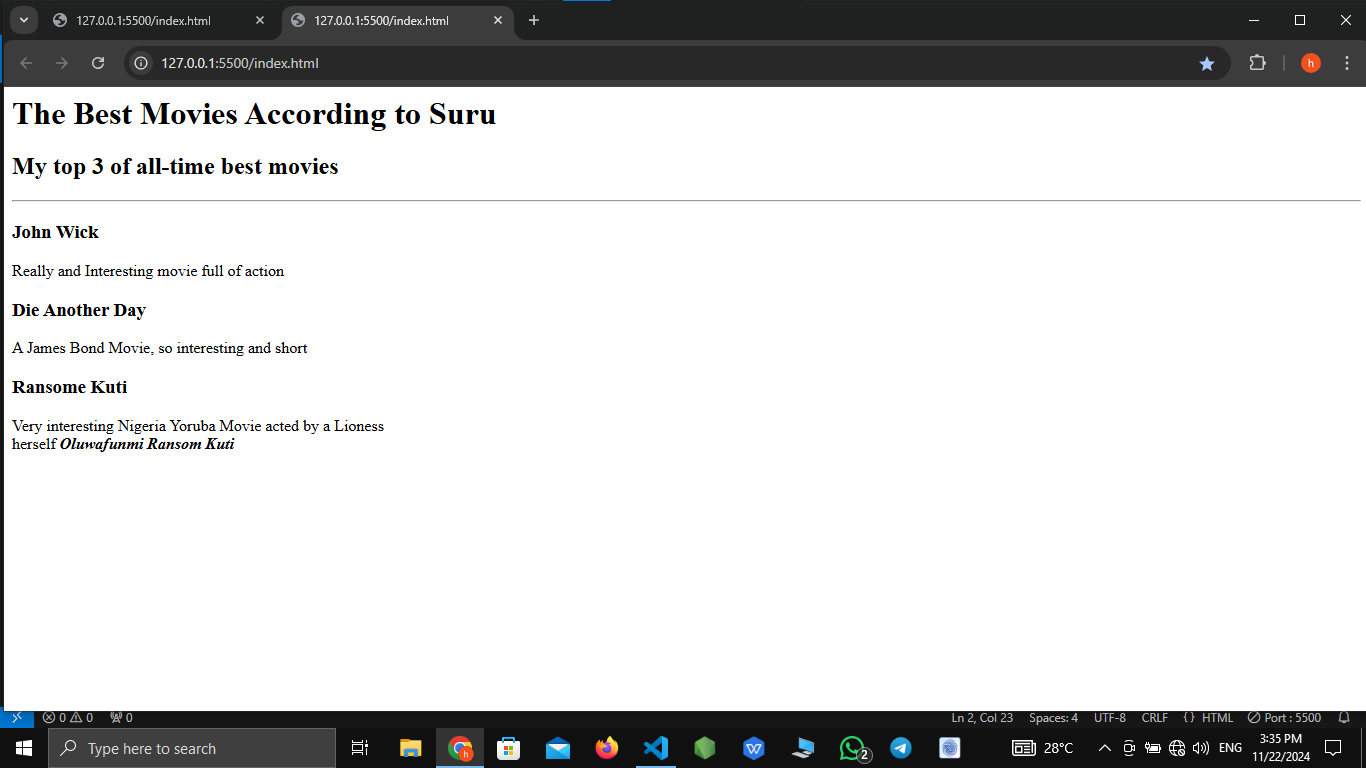 127.0.0.1:5500/index.html
127.0.0.1:5500/index.html
127.0.0.1:5500/index.html
h
The Best Movies According to Suru
My top 3 of all-time best movies
John Wick
Really and Interesting movie full of action
Die Another Day
A James Bond Movie, so interesting and short
Ransome Kuti
Very interesting Nigeria Yoruba Movie acted by a Lioness
herself Oluwafunmi Ransom Kuti
0 0 0 Ln 2, Col 23 Spaces: 4 UTF-8 CRLF {} HTML Port : 5500
Type here to search
h
W
2
28°C
ENG
3:35 PM
11/22/2024